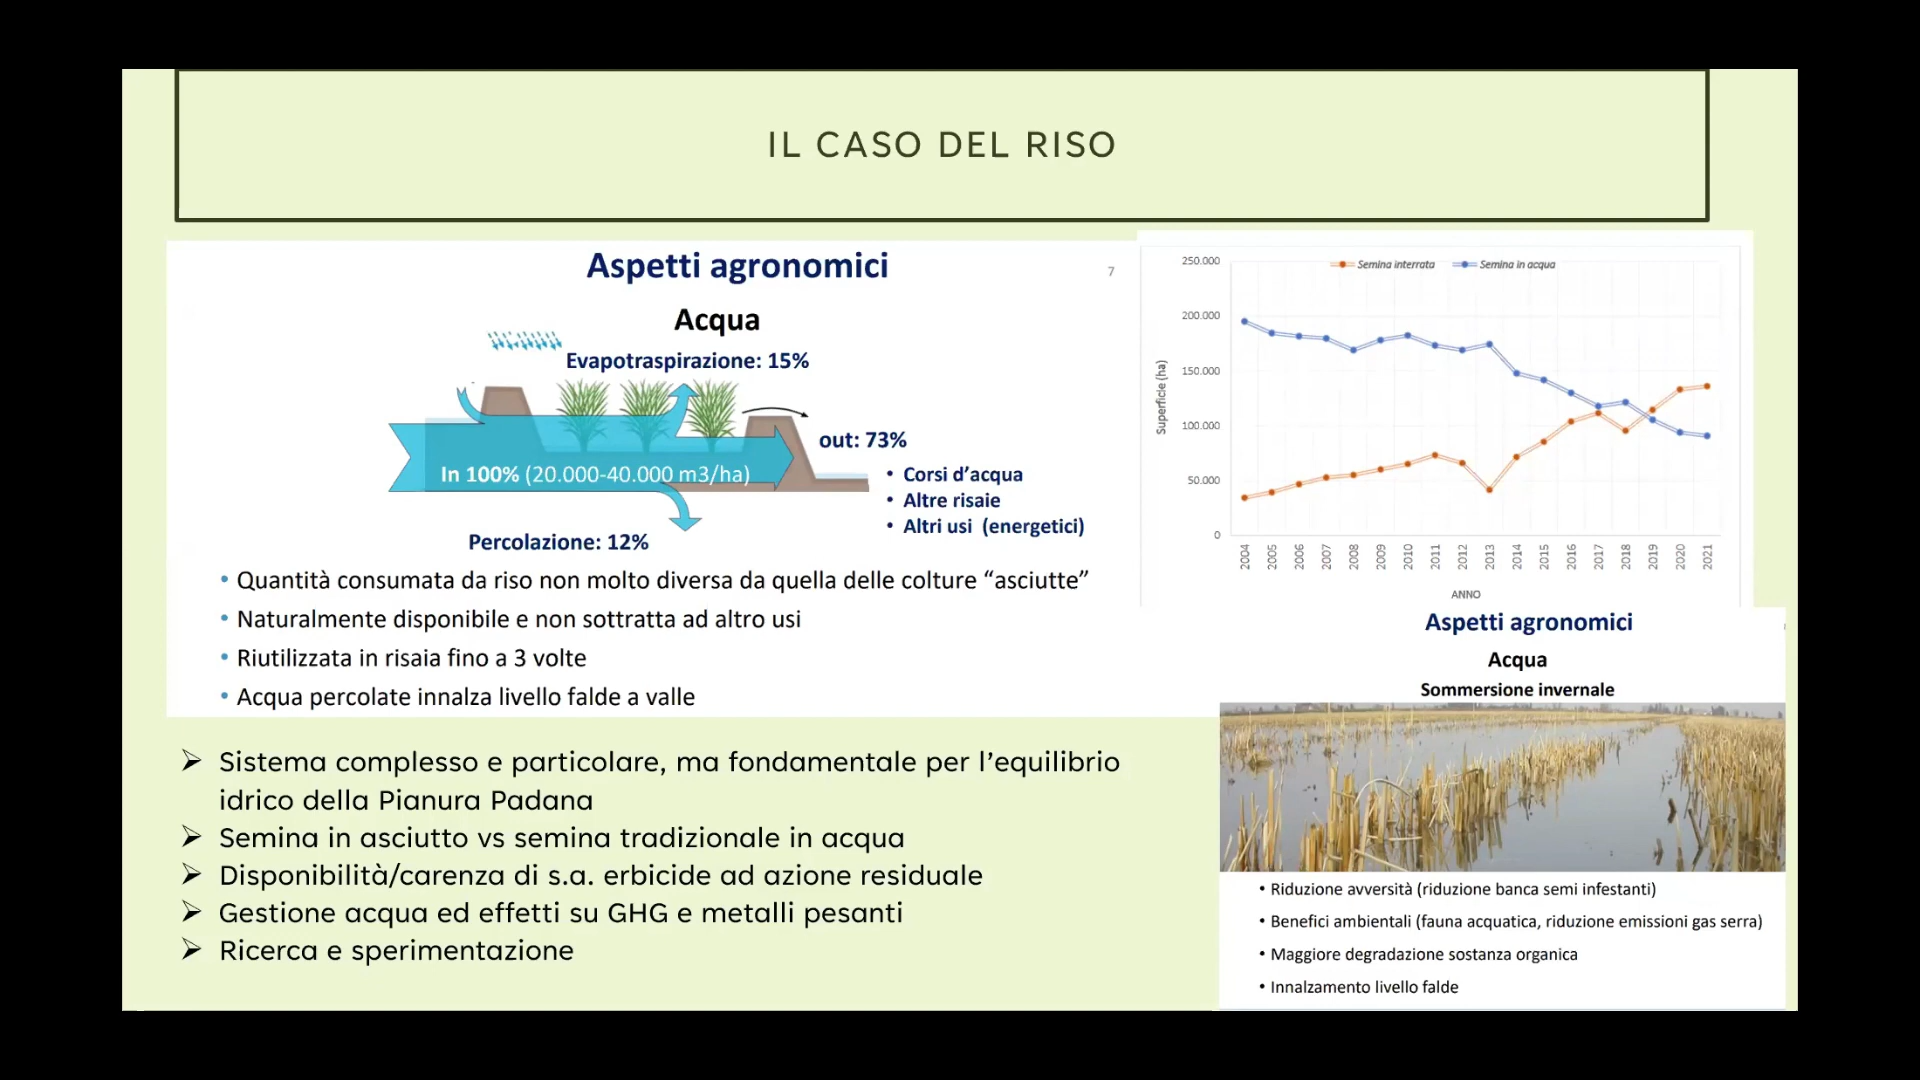 IL CASO DEL RISO
Aspetti agronomici
7
Acqua
Evapotraspirazione: 15%
out: 73%
In 100% (20.000-40.000 m3/ha)
• Corsi d’acqua
• Altre risaie
• Altri usi (energetici)
Percolazione: 12%
• Quantità consumata da riso non molto diversa da quella delle colture “asciutte”
• Naturalmente disponibile e non sottratta ad altro usi
• Riutilizzata in risaia fino a 3 volte
• Acqua percolate innalza livello falde a valle
Semina interrata Semina in acqua
Superficie (ha)
250.000
200.000
150.000
100.000
50.000
0
2004 2005 2006 2007 2008 2009 2010 2011 2012 2013 2014 2015 2016 2017 2018 2019 2020 2021
ANNO
Aspetti agronomici
Acqua
Sommersione invernale
• Riduzione avversità (riduzione banca semi infestanti)
• Benefici ambientali (fauna acquatica, riduzione emissioni gas serra)
• Maggiore degradazione sostanza organica
• Innalzamento livello falde
➢ Sistema complesso e particolare, ma fondamentale per l’equilibrio
idrico della Pianura Padana
➢ Semina in asciutto vs semina tradizionale in acqua
➢ Disponibilità/carenza di s.a. erbicide ad azione residuale
➢ Gestione acqua ed effetti su GHG e metalli pesanti
➢ Ricerca e sperimentazione